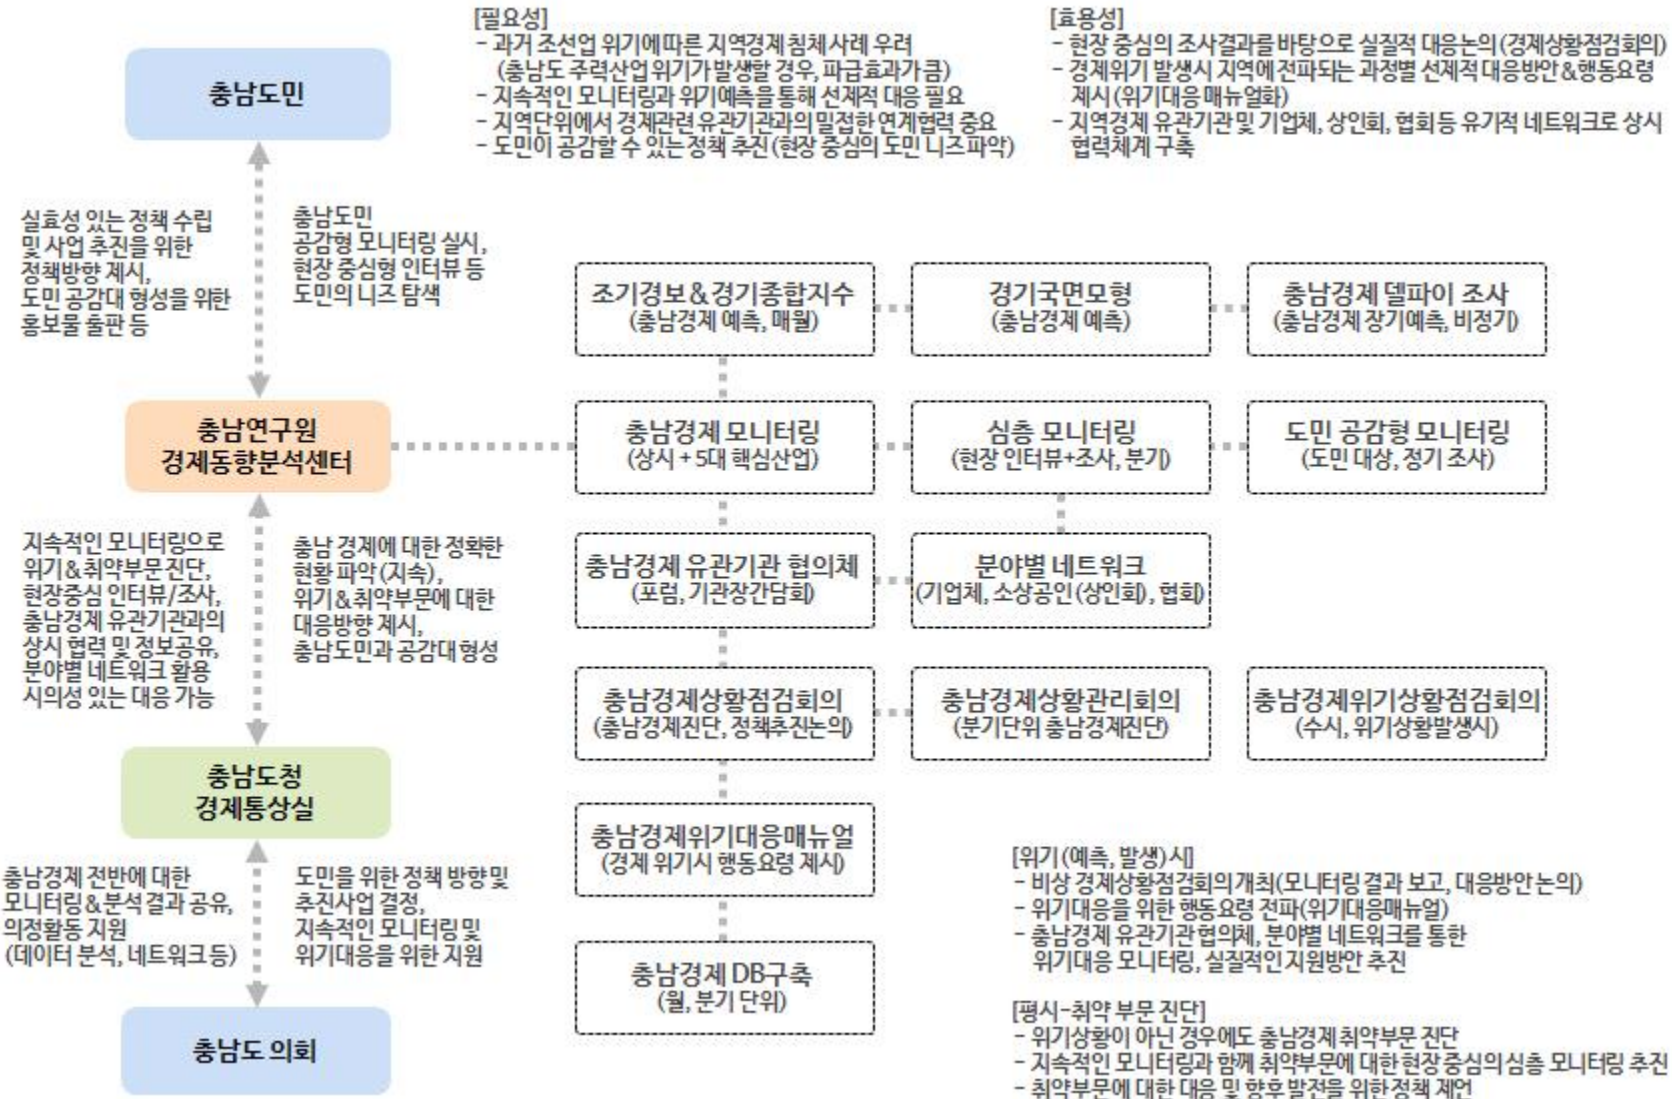 [필요성]
- 과거 조선업 위기에 따른 지역경제 침체 사례 우려
(충남도 주력산업 위기가 발생할 경우, 파급효과가 큼)
- 지속적인 모니터링과 위기예측을 통해 선제적 대응 필요
- 지역단위에서 경제관련 유관기관과의 밀접한 연계협력 중요
- 도민이 공감할 수 있는 정책 추진(현장 중심의 도민 니즈파악)
[효용성]
- 현장 중심의 조사결과를 바탕으로 실질적 대응논의(경제상황점검회의)
- 경제위기 발생시 지역에 전파되는 과정별 선제적 대응방안&행동요령
제시(위기대응 매뉴얼화)
- 지역경제 유관기관 및 기업체, 상인회, 협회 등 유기적 네트워크로 상시
협력체계 구축
충남도민
실효성 있는 정책 수립
및 사업 추진을 위한
정책방향 제시,
도민 공감대 형성을 위한
홍보물 출판 등
충남도민
공감형 모니터링 실시,
현장 중심형 인터뷰 등
도민의 니즈 탐색
조기경보&경기종합지수
(충남경제 예측, 매월)
경기국면모형
(충남경제 예측)
충남경제 델파이 조사
(충남경제 장기예측, 비정기)
충남연구원
경제동향분석센터
충남경제 모니터링
(상시 + 5대 핵심산업)
심층 모니터링
(현장 인터뷰+조사, 분기)
도민 공감형 모니터링
(도민 대상, 정기 조사)
지속적인 모니터링으로
위기&취약부문 진단,
현장중심 인터뷰/조사,
충남경제 유관기관과의
상시 협력 및 정보공유,
분야별 네트워크 활용
시의성 있는 대응 가능
충남 경제에 대한 정확한
현황 파악(지속),
위기&취약부문에 대한
대응방향 제시,
충남도민과 공감대 형성
충남경제 유관기관 협의체
(포럼, 기관장간담회)
분야별 네트워크
(기업체, 소상공인(상인회), 협회)
충남경제상황점검회의
(충남경제진단, 정책추진논의)
충남경제상황관리회의
(분기단위 충남경제진단)
충남경제위기상황점검회의
(수시, 위기상황발생시)
충남도청
경제통상실
충남경제위기대응매뉴얼
(경제 위기시 행동요령 제시)
충남경제 전반에 대한
모니터링&분석 결과 공유,
의정활동 지원
(데이터 분석, 네트워크 등)
도민을 위한 정책 방향 및
추진사업 결정,
지속적인 모니터링 및
위기대응을 위한 지원
충남경제 DB구축
(월, 분기 단위)
충남도 의회
[위기(예측, 발생)시]
- 비상 경제상황점검회의 개최(모니터링 결과 보고, 대응방안 논의)
- 위기대응을 위한 행동요령 전파(위기대응매뉴얼)
- 충남경제 유관기관 협의체, 분야별 네트워크를 통한
위기대응 모니터링, 실질적인 지원방안 추진
[평시-취약 부문 진단]
- 위기상황이 아닌 경우에도 충남경제 취약부문 진단
- 지속적인 모니터링과 함께 취약부문에 대한 현장 중심의 심층 모니터링 추진
- 취약부문에 대한 대응 및 향후 발전을 위한 정책 제언